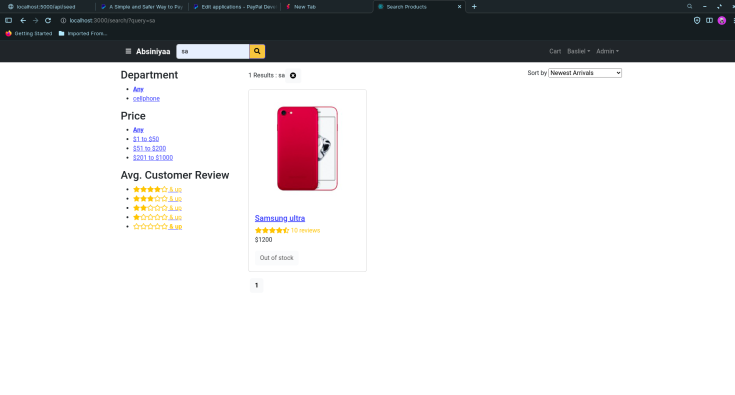 localhost:5000/api/seed
A Simple and Safer Way to Pay
Edit applications - PayPal Deve
New Tab
Search Products
localhost:3000/search?query=sa
Getting Started
Imported From...
Absiniyaa
sa
Cart
Basliel
Admin
Department
Any
cellphone
Price
Any
$1 to $50
$51 to $200
$201 to $1000
Avg. Customer Review
& up
& up
& up
& up
& up
1 Results : sa
Sort by Newest Arrivals
Samsung ultra
10 reviews
$1200
Out of stock
1